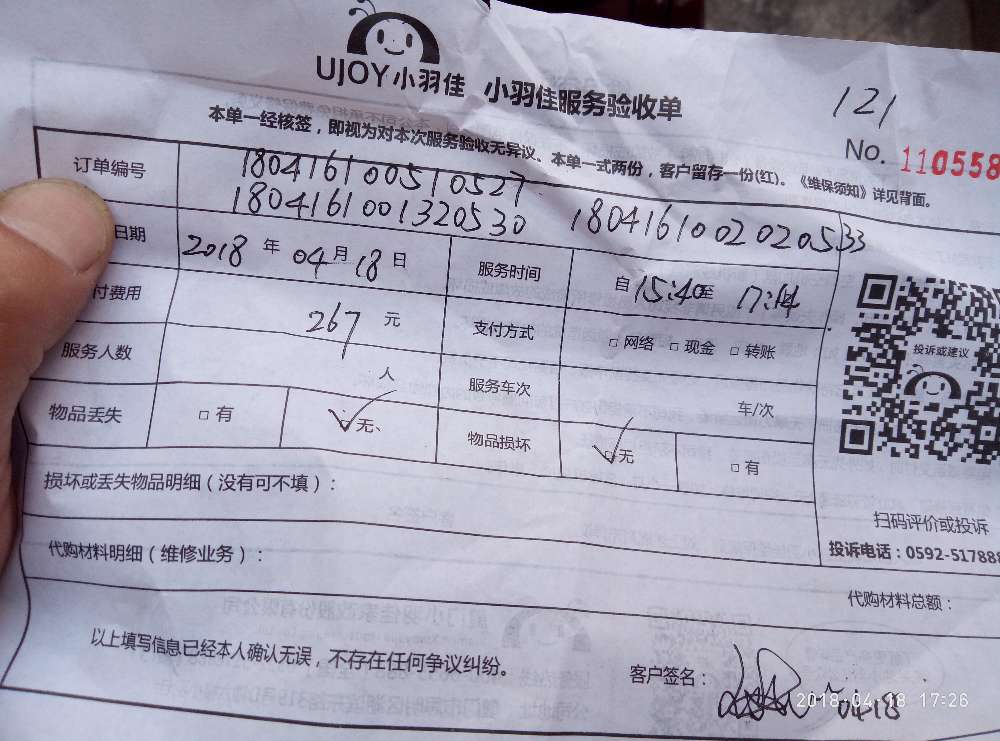 UJOY小羽佳 小羽佳服务验收单
121
本单一经核签，即视为对本次服务验收无异议、本单一式两份，客户留存一份(红)。《维保须知》详见背面。
No. 110558
订单编号 180416100510527
1804161001320530 1804161002020533
日期 2018 年 04 月 18 日 服务时间 自 15:40 至 17:14
付费用 267 元 支付方式 □ 网络 □ 现金 □ 转账
服务人数 人 服务车次 车/次
投诉或建议
物品丢失 □ 有 □ 无、 物品损坏 □ 无 □ 有
损坏或丢失物品明细（没有可不填）：
扫码评价或投诉
代购材料明细（维修业务）：
投诉电话：0592-517888
代购材料总额：
以上填写信息已经本人确认无误，不存在任何争议纠纷。
客户签名： 04.18
2018-04-18 17:26